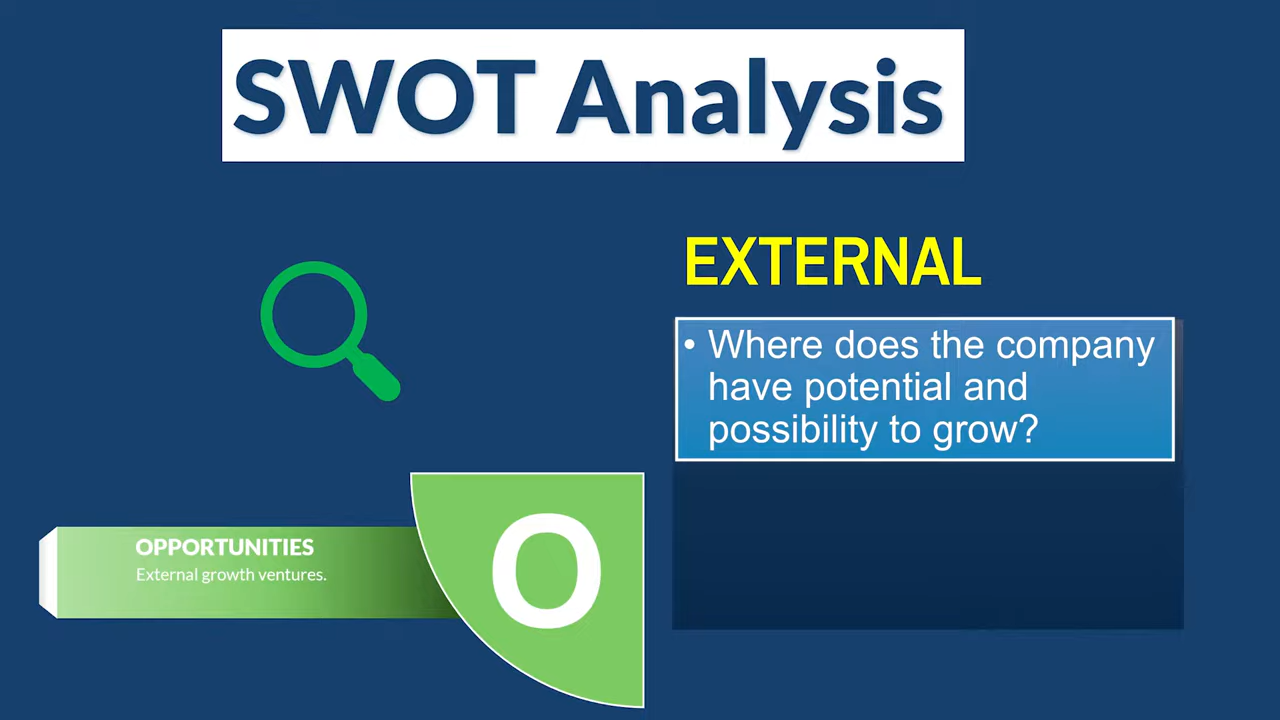 SWOT Analysis
EXTERNAL
• Where does the company
have potential and
possibility to grow?
OPPORTUNITIES
External growth ventures.
O